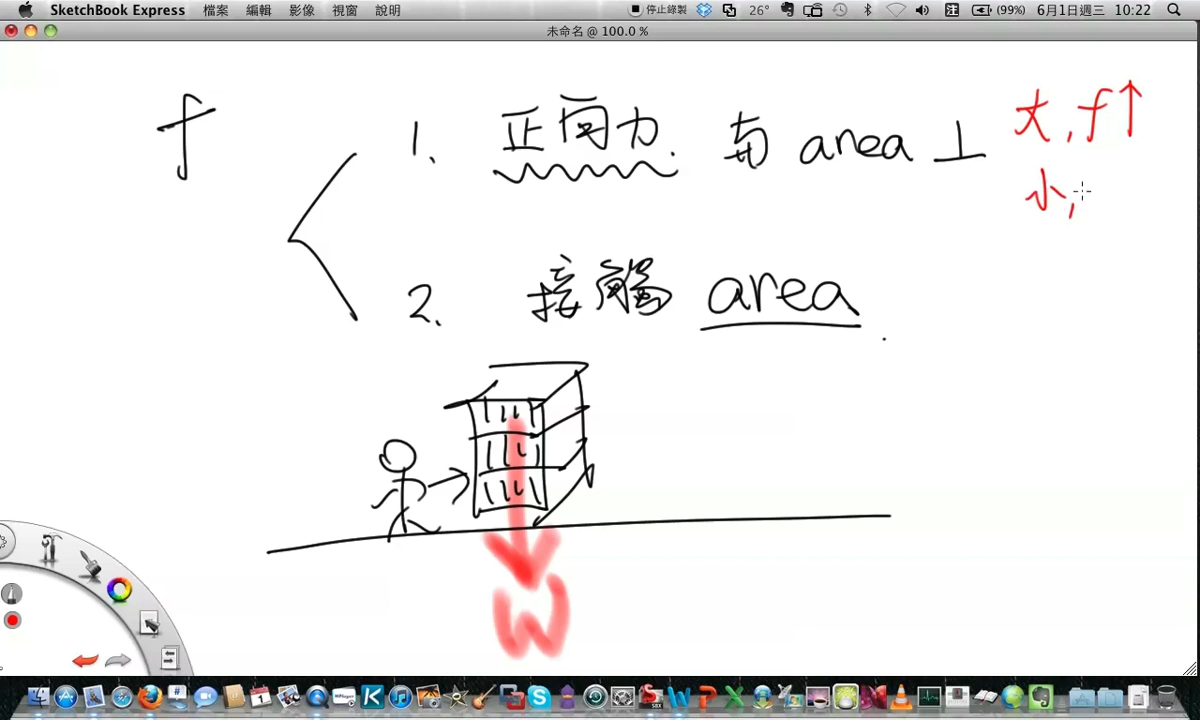 SketchBook Express 檔案 編輯 影像 視窗 說明 停止錄製 26° 注 (99%) 6月1日週三 10:22
未命名 @ 100.0 %
f
1. 正向力. 與 area ⊥ 大, f↑
小,
2. 接觸 area.
W